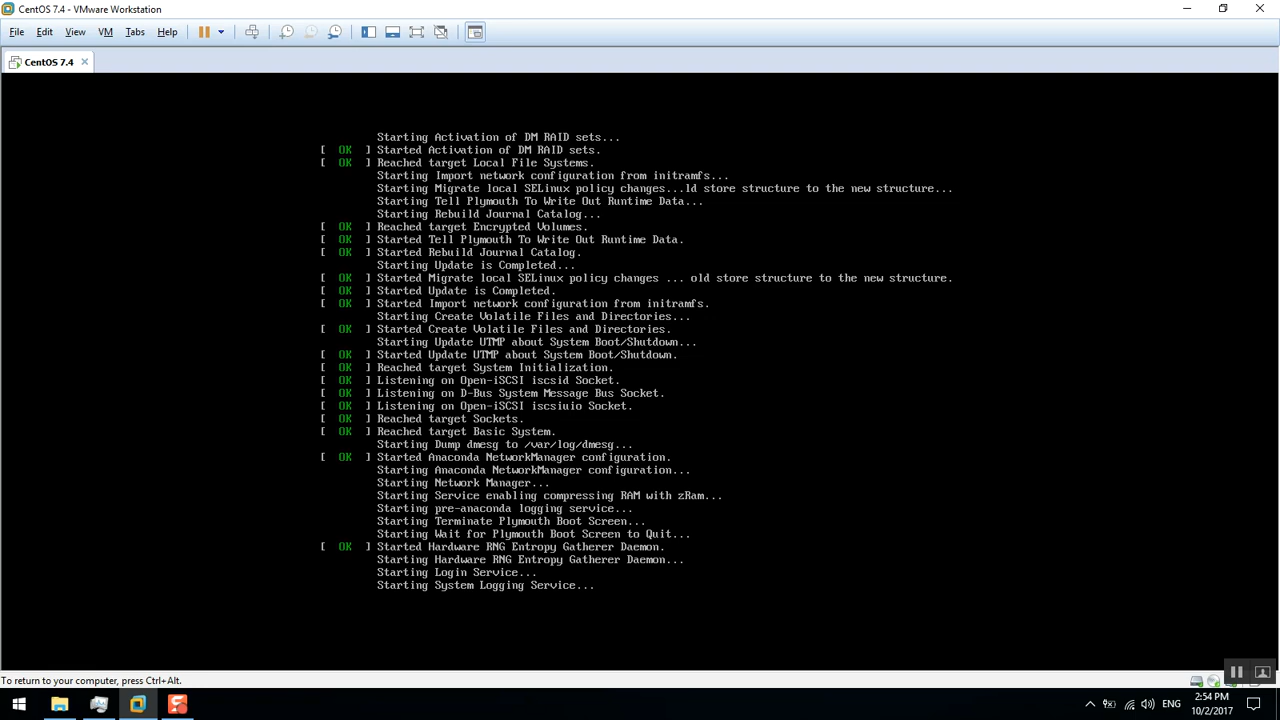 CentOS 7.4 - VMware Workstation
File Edit View VM Tabs Help
CentOS 7.4
Starting Activation of DM RAID sets...
[ OK ] Started Activation of DM RAID sets.
[ OK ] Reached target Local File Systems.
Starting Import network configuration from initramfs...
Starting Migrate local SELinux policy changes...ld store structure to the new structure...
Starting Tell Plymouth To Write Out Runtime Data...
Starting Rebuild Journal Catalog...
[ OK ] Reached target Encrypted Volumes.
[ OK ] Started Tell Plymouth To Write Out Runtime Data.
[ OK ] Started Rebuild Journal Catalog.
Starting Update is Completed...
[ OK ] Started Migrate local SELinux policy changes ... old store structure to the new structure.
[ OK ] Started Update is Completed.
[ OK ] Started Import network configuration from initramfs.
Starting Create Volatile Files and Directories...
[ OK ] Started Create Volatile Files and Directories.
Starting Update UTMP about System Boot/Shutdown...
[ OK ] Started Update UTMP about System Boot/Shutdown.
[ OK ] Reached target System Initialization.
[ OK ] Listening on Open-iSCSI iscsid Socket.
[ OK ] Listening on D-Bus System Message Bus Socket.
[ OK ] Listening on Open-iSCSI iscsiuio Socket.
[ OK ] Reached target Sockets.
[ OK ] Reached target Basic System.
Starting Dump dmesg to /var/log/dmesg...
[ OK ] Started Anaconda NetworkManager configuration.
Starting Anaconda NetworkManager configuration...
Starting Network Manager...
Starting Service enabling compressing RAM with zRam...
Starting pre-anaconda logging service...
Starting Terminate Plymouth Boot Screen...
Starting Wait for Plymouth Boot Screen to Quit...
[ OK ] Started Hardware RNG Entropy Gatherer Daemon.
Starting Hardware RNG Entropy Gatherer Daemon...
Starting Login Service...
Starting System Logging Service...
To return to your computer, press Ctrl+Alt.
ENG
2:54 PM
10/2/2017